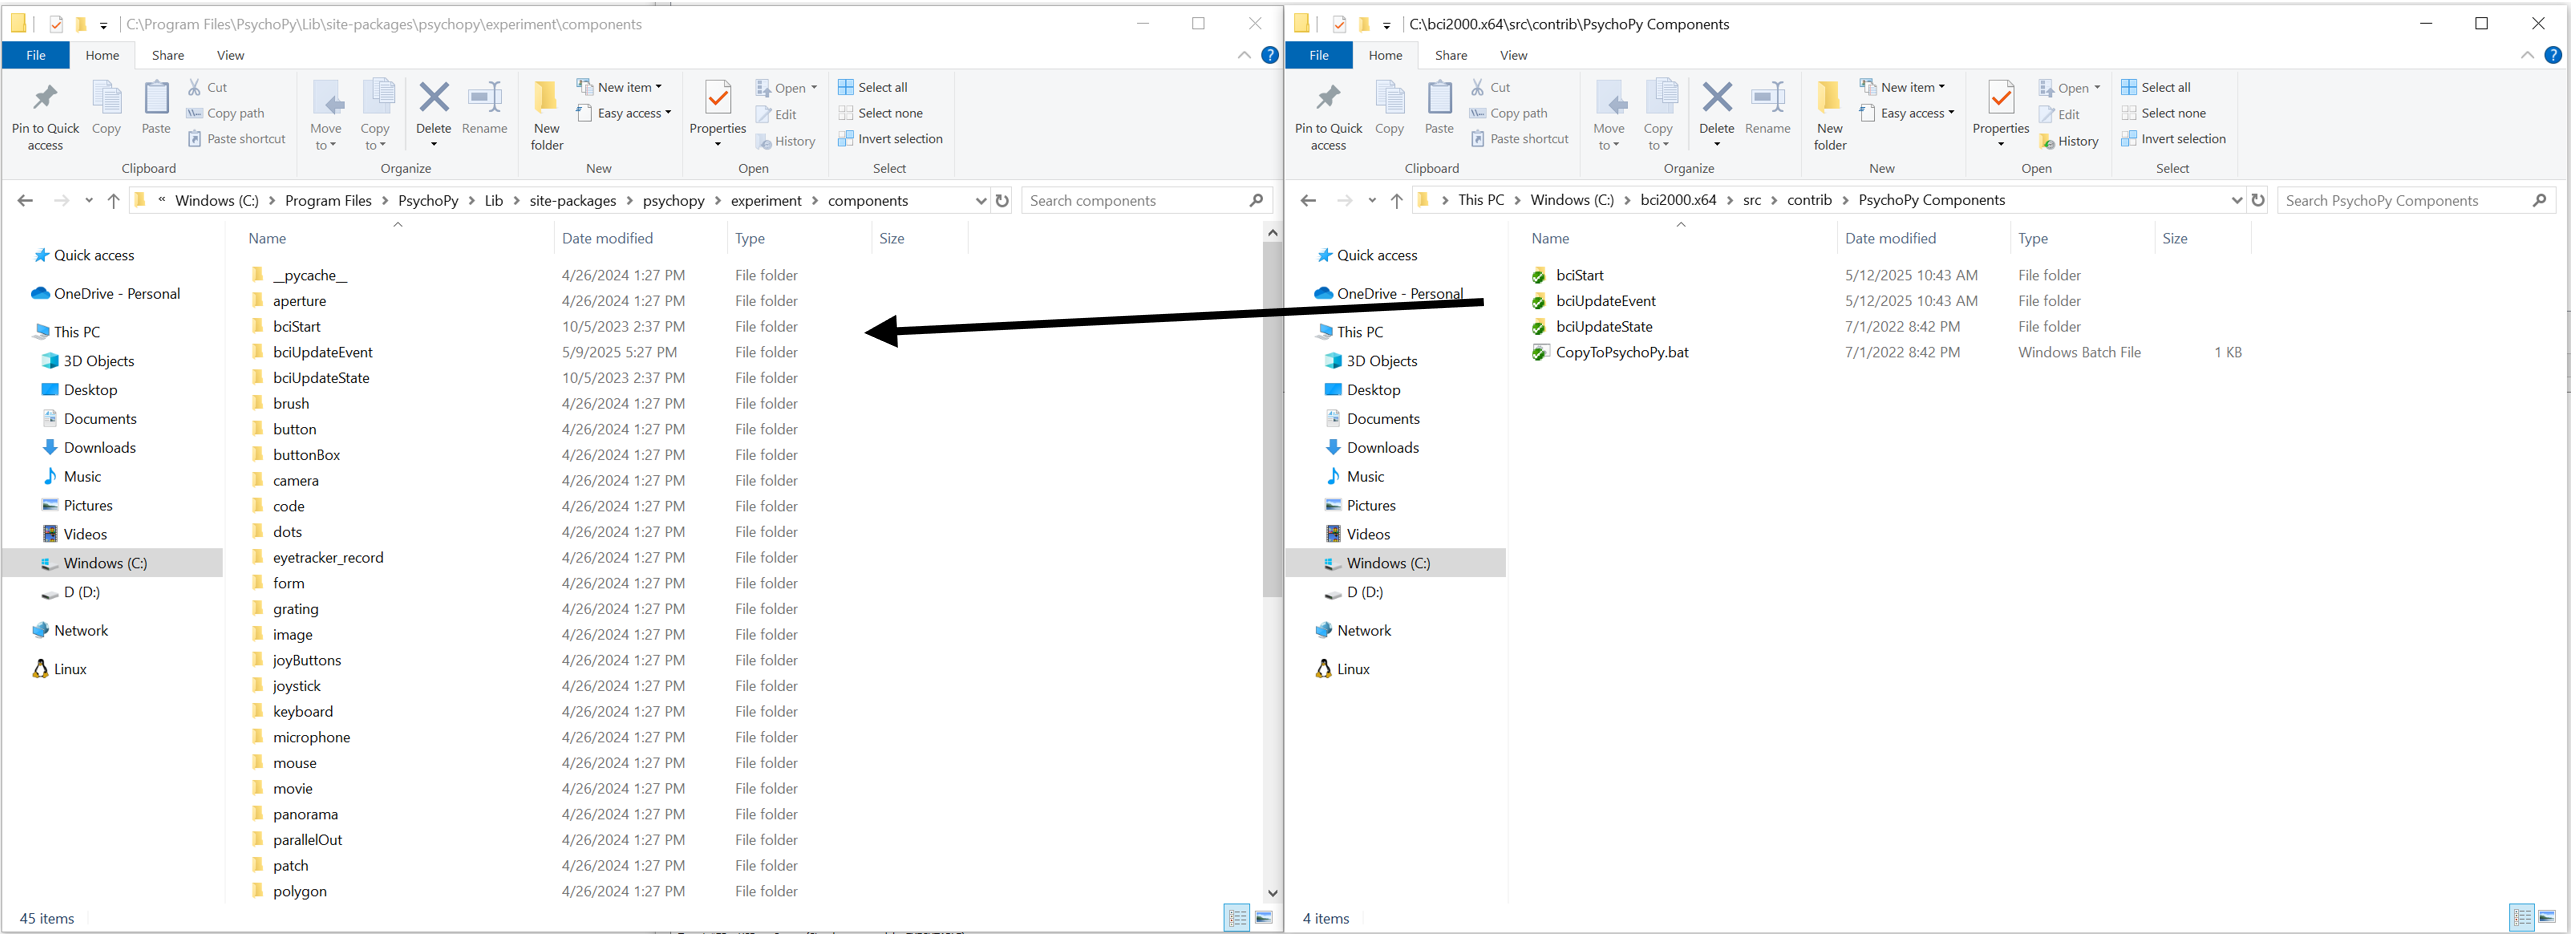 C:\Program Files\PsychoPy\Lib\site-packages\psychopy\experiment\components
File Home Share View
Pin to Quick access
Copy
Paste
Cut
Copy path
Paste shortcut
Clipboard
Move to
Copy to
Delete
Rename
Organize
New folder
New item
Easy access
New
Properties
Open
Edit
History
Open
Select all
Select none
Invert selection
Select
« Windows (C:) > Program Files > PsychoPy > Lib > site-packages > psychopy > experiment > components
Search components
Quick access
OneDrive - Personal
This PC
3D Objects
Desktop
Documents
Downloads
Music
Pictures
Videos
Windows (C:)
D (D:)
Network
Linux
Name Date modified Type Size
__pycache__ 4/26/2024 1:27 PM File folder
aperture 4/26/2024 1:27 PM File folder
bciStart 10/5/2023 2:37 PM File folder
bciUpdateEvent 5/9/2025 5:27 PM File folder
bciUpdateState 10/5/2023 2:37 PM File folder
brush 4/26/2024 1:27 PM File folder
button 4/26/2024 1:27 PM File folder
buttonBox 4/26/2024 1:27 PM File folder
camera 4/26/2024 1:27 PM File folder
code 4/26/2024 1:27 PM File folder
dots 4/26/2024 1:27 PM File folder
eyetracker_record 4/26/2024 1:27 PM File folder
form 4/26/2024 1:27 PM File folder
grating 4/26/2024 1:27 PM File folder
image 4/26/2024 1:27 PM File folder
joyButtons 4/26/2024 1:27 PM File folder
joystick 4/26/2024 1:27 PM File folder
keyboard 4/26/2024 1:27 PM File folder
microphone 4/26/2024 1:27 PM File folder
mouse 4/26/2024 1:27 PM File folder
movie 4/26/2024 1:27 PM File folder
panorama 4/26/2024 1:27 PM File folder
parallelOut 4/26/2024 1:27 PM File folder
patch 4/26/2024 1:27 PM File folder
polygon 4/26/2024 1:27 PM File folder
45 items
C:\bci2000.x64\src\contrib\PsychoPy Components
File Home Share View
Pin to Quick access
Copy
Paste
Cut
Copy path
Paste shortcut
Clipboard
Move to
Copy to
Delete
Rename
Organize
New folder
New item
Easy access
New
Properties
Open
Edit
History
Open
Select all
Select none
Invert selection
Select
> This PC > Windows (C:) > bci2000.x64 > src > contrib > PsychoPy Components
Search PsychoPy Components
Quick access
OneDrive - Personal
This PC
3D Objects
Desktop
Documents
Downloads
Music
Pictures
Videos
Windows (C:)
D (D:)
Network
Linux
Name Date modified Type Size
bciStart 5/12/2025 10:43 AM File folder
bciUpdateEvent 5/12/2025 10:43 AM File folder
bciUpdateState 7/1/2022 8:42 PM File folder
CopyToPsychoPy.bat 7/1/2022 8:42 PM Windows Batch File 1 KB
4 items